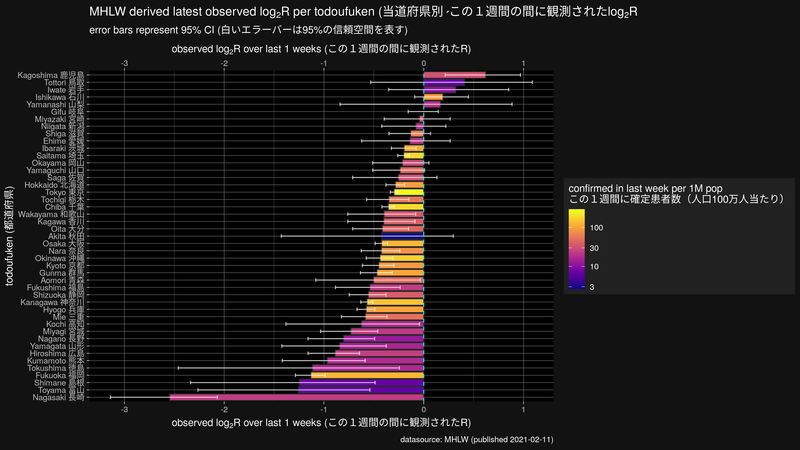 MHLW derived latest observed log₂R per todoufuken (当道府県別 この１週間の間に観測されたlog₂R
error bars represent 95% CI (白いエラーバーは95%の信頼空間を表す)
observed log₂R over last 1 weeks (この１週間の間に観測されたR)
-3 -2 -1 0 1
todoufuken (都道府県)
Kagoshima 鹿児島
Tottori 鳥取
Iwate 岩手
Ishikawa 石川
Yamanashi 山梨
Gifu 岐阜
Miyazaki 宮崎
Niigata 新潟
Shiga 滋賀
Ehime 愛媛
Ibaraki 茨城
Saitama 埼玉
Okayama 岡山
Yamaguchi 山口
Saga 佐賀
Hokkaido 北海道
Tokyo 東京
Tochigi 栃木
Chiba 千葉
Wakayama 和歌山
Kagawa 香川
Oita 大分
Akita 秋田
Osaka 大阪
Nara 奈良
Okinawa 沖縄
Kyoto 京都
Gunma 群馬
Aomori 青森
Fukushima 福島
Shizuoka 静岡
Kanagawa 神奈川
Hyogo 兵庫
Mie 三重
Kochi 高知
Miyagi 宮城
Nagano 長野
Yamagata 山形
Hiroshima 広島
Kumamoto 熊本
Tokushima 徳島
Fukuoka 福岡
Shimane 島根
Toyama 富山
Nagasaki 長崎
-3 -2 -1 0 1
observed log₂R over last 1 weeks (この１週間の間に観測されたR)
confirmed in last week per 1M pop
この１週間に確定患者数（人口100万人当たり）
100
30
10
3
datasource: MHLW (published 2021-02-11)